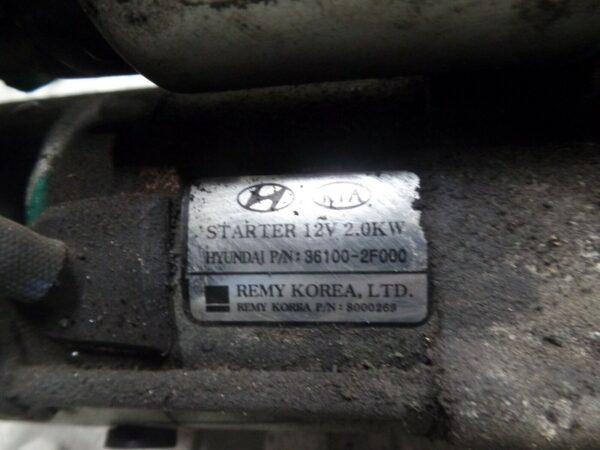 KIA
STARTER 12V 2.0KW
HYUNDAI P/N: 36100-2F000
REMY KOREA, LTD.
REMY KOREA P/N: 8000269